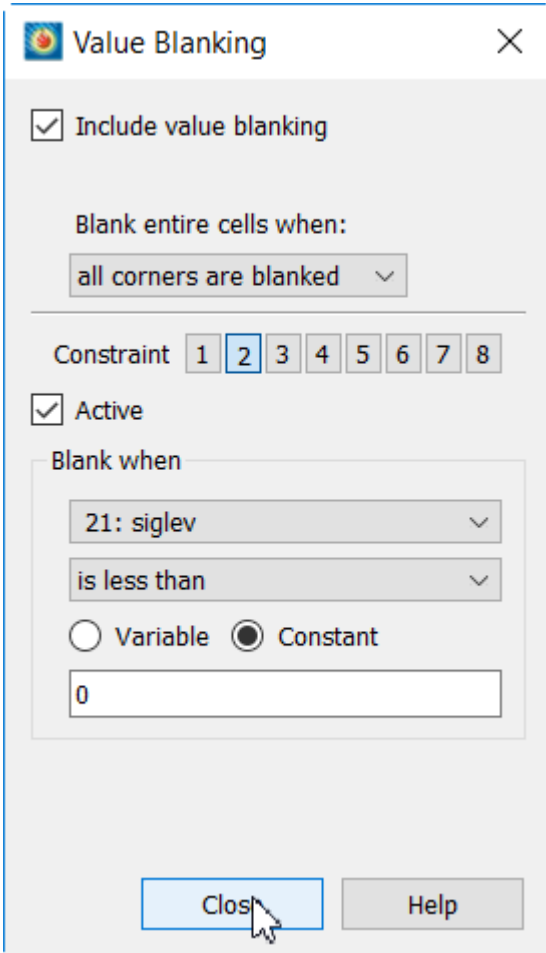 Value Blanking
Include value blanking
Blank entire cells when:
all corners are blanked
Constraint 1 2 3 4 5 6 7 8
Active
Blank when
21: siglev
is less than
Variable Constant
0
Close Help